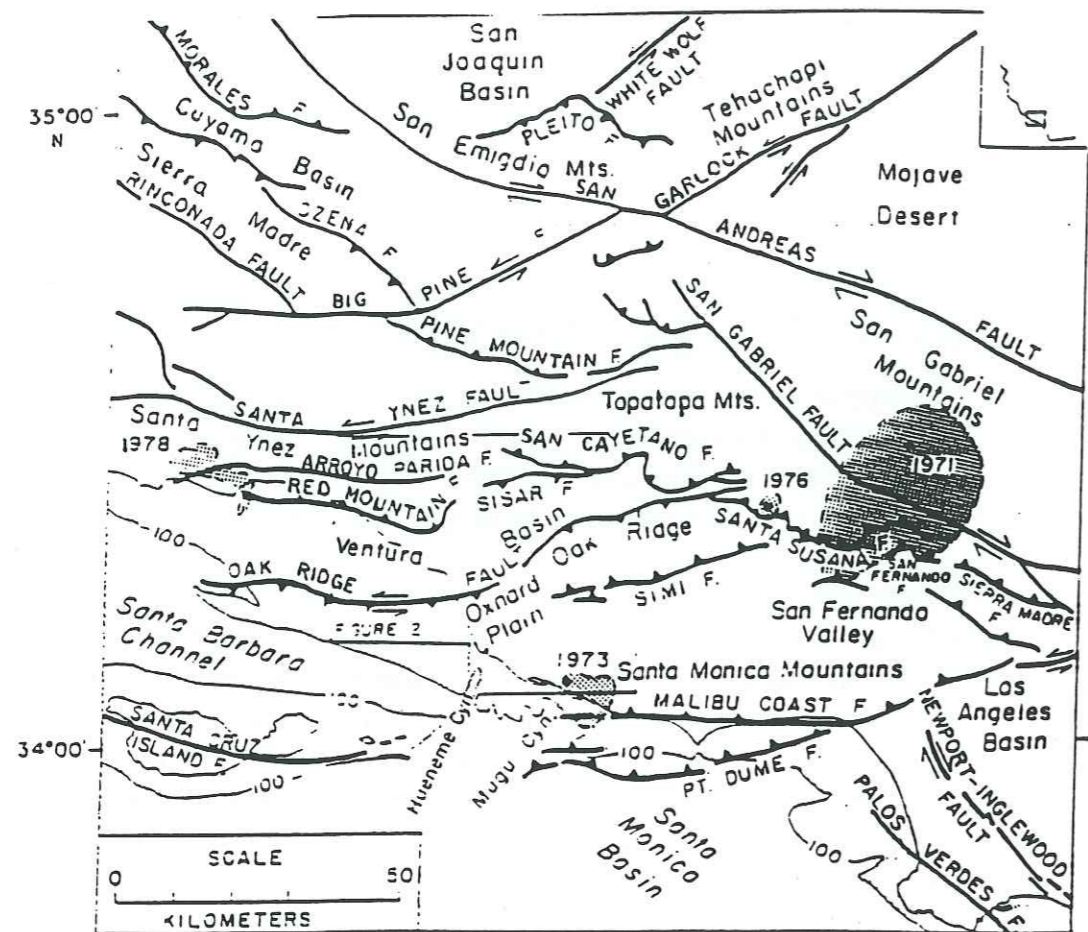 MORALES F
San
Joaquin
Basin
WHITE WOLF
FAULT
35°00'
N
Cuyama Basin
San
Emigdio Mts.
PLEITO
Tehachapi
Mountains
GARLOCK FAULT
Mojave
Desert
Sierra
Madre
RINCONADA FAULT
OZENA F
SAN ANDREAS FAULT
BIG PINE F
PINE MOUNTAIN F.
SAN GABRIEL FAULT
San Gabriel
Mountains
SANTA YNEZ FAULT
Topatapa Mts.
Santa Ynez Mountains
1978
ARROYO PARIDA F.
SAN CAYETANO F.
1971
1976
RED MOUNTAIN F
SISAR F
Ventura Basin
Oak Ridge
SANTA SUSANA F
SAN
FERNANDO
F
SIERRA MADRE F
100
OAK RIDGE FAULT
Oxnard
Plain
SIMI F.
San Fernando
Valley
FIGURE 2
Santa Barbara
Channel
1973
Santa Monica Mountains
100
MALIBU COAST F
Los
Angeles
Basin
NEWPORT-INGLEWOOD
FAULT
SANTA CRUZ
ISLAND F.
34°00'
100
Hueneme Cyn
Mugu Cyn
100
PT. DUME F.
Santa
Monica
Basin
100
PALOS VERDES F.
SCALE
0 50
KILOMETERS